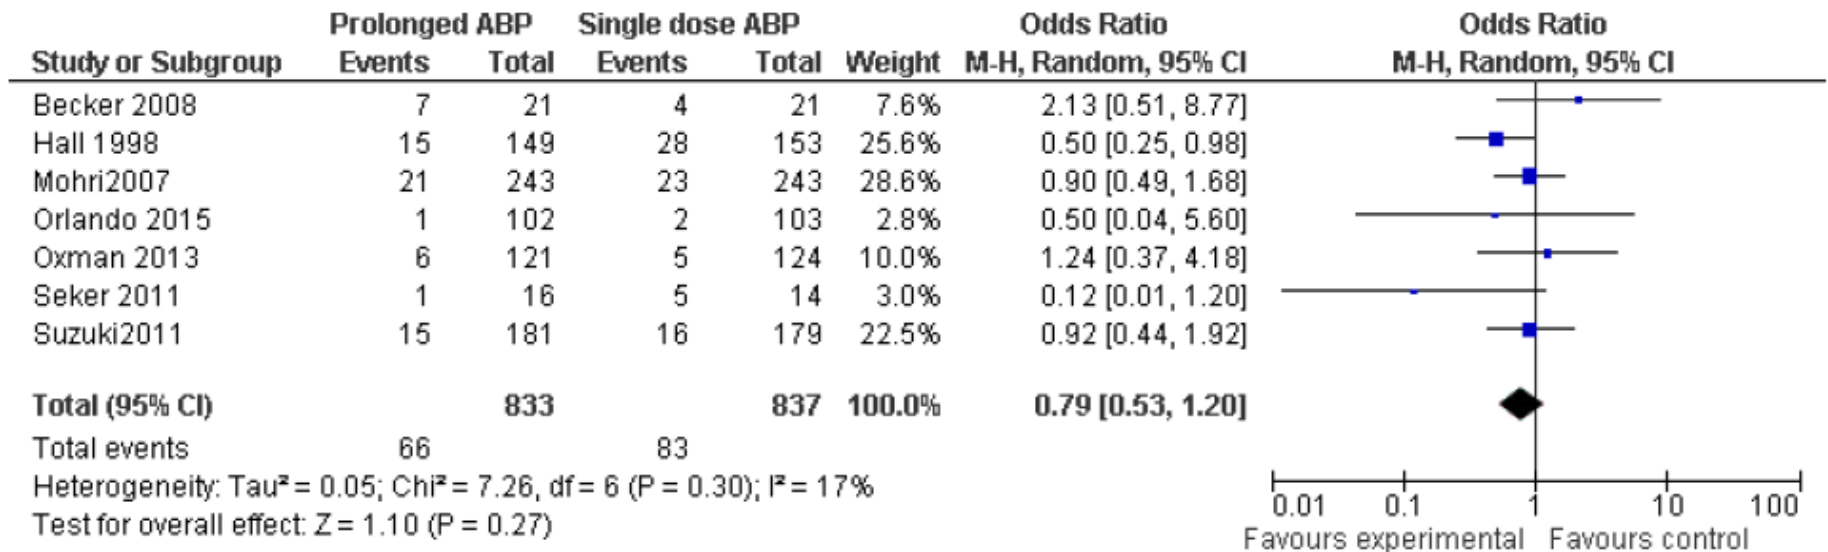 Prolonged ABP Single dose ABP Odds Ratio Odds Ratio
Study or Subgroup Events Total Events Total Weight M-H, Random, 95% CI M-H, Random, 95% CI
Becker 2008 7 21 4 21 7.6% 2.13 [0.51, 8.77]
Hall 1998 15 149 28 153 25.6% 0.50 [0.25, 0.98]
Mohri2007 21 243 23 243 28.6% 0.90 [0.49, 1.68]
Orlando 2015 1 102 2 103 2.8% 0.50 [0.04, 5.60]
Oxman 2013 6 121 5 124 10.0% 1.24 [0.37, 4.18]
Seker 2011 1 16 5 14 3.0% 0.12 [0.01, 1.20]
Suzuki2011 15 181 16 179 22.5% 0.92 [0.44, 1.92]
Total (95% CI) 833 837 100.0% 0.79 [0.53, 1.20]
Total events 66 83
Heterogeneity: Tau² = 0.05; Chi² = 7.26, df = 6 (P = 0.30); I² = 17%
Test for overall effect: Z = 1.10 (P = 0.27)
0.01 0.1 1 10 100
Favours experimental Favours control